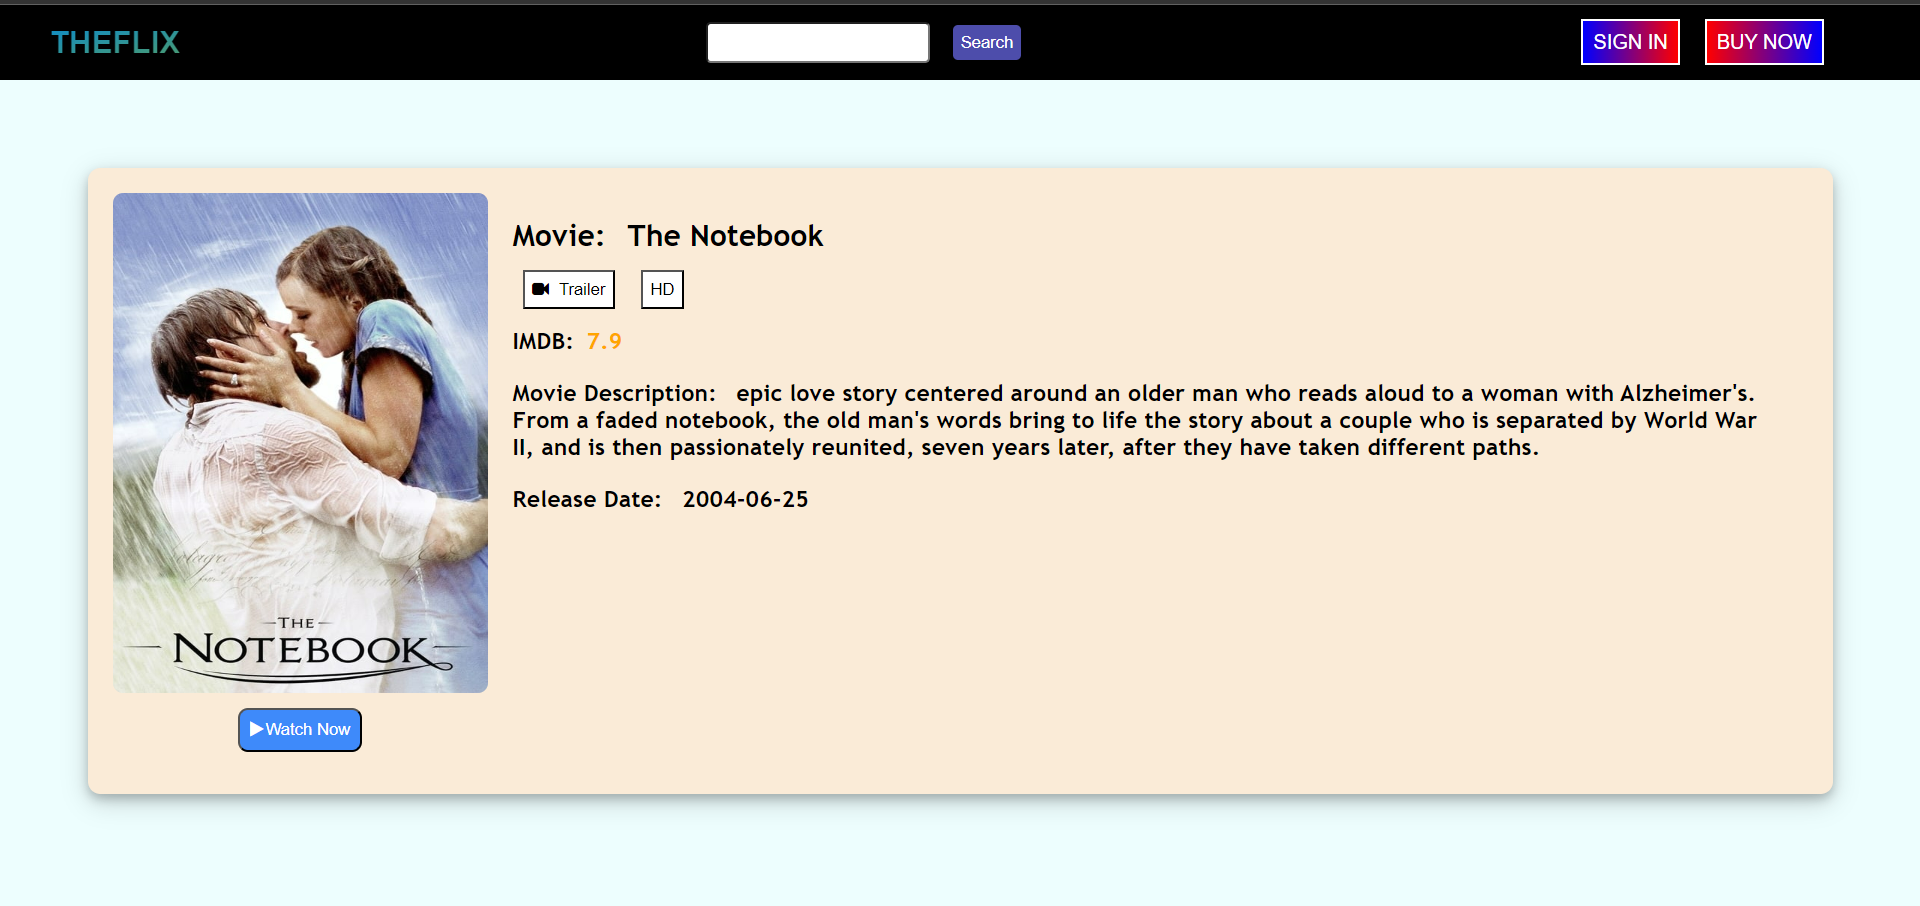 THEFLIX
Search
SIGN IN
BUY NOW
Movie: The Notebook
Trailer
HD
IMDB: 7.9
Movie Description: epic love story centered around an older man who reads aloud to a woman with Alzheimer's.
From a faded notebook, the old man's words bring to life the story about a couple who is separated by World War
II, and is then passionately reunited, seven years later, after they have taken different paths.
Release Date: 2004-06-25
THE
NOTEBOOK
Watch Now